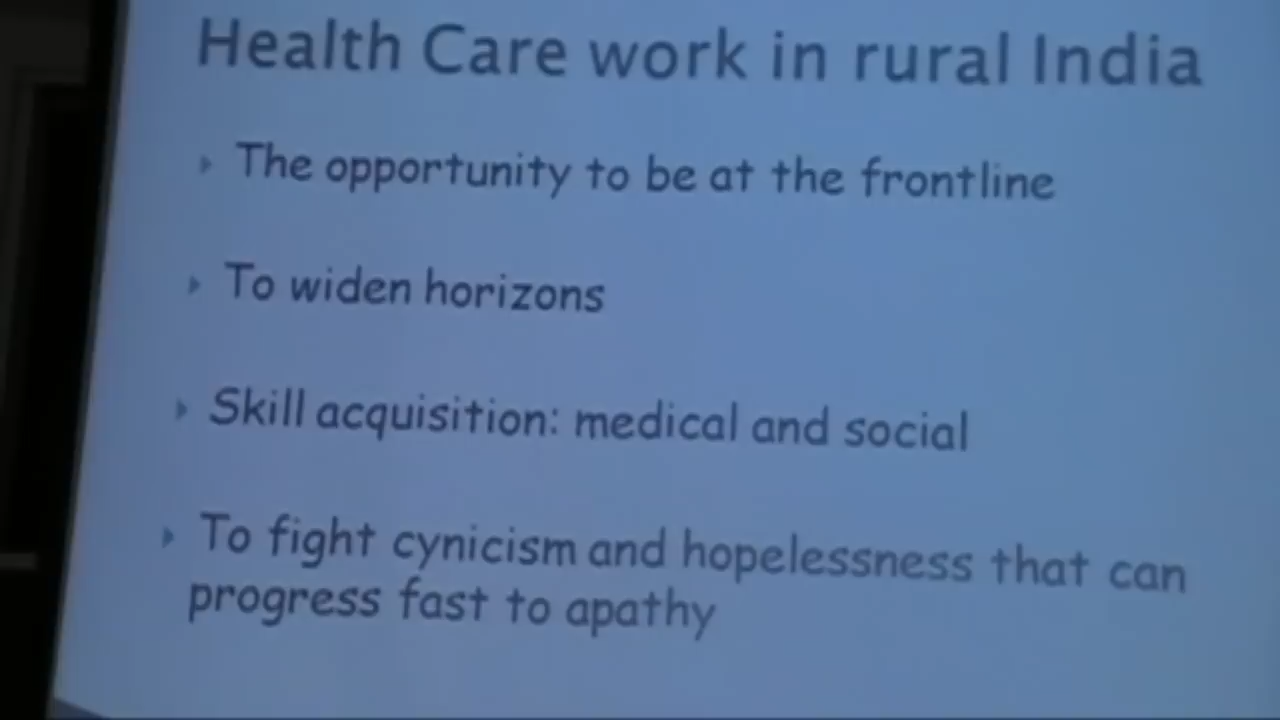 Health Care work in rural India
The opportunity to be at the frontline
To widen horizons
Skill acquisition: medical and social
To fight cynicism and hopelessness that can
progress fast to apathy